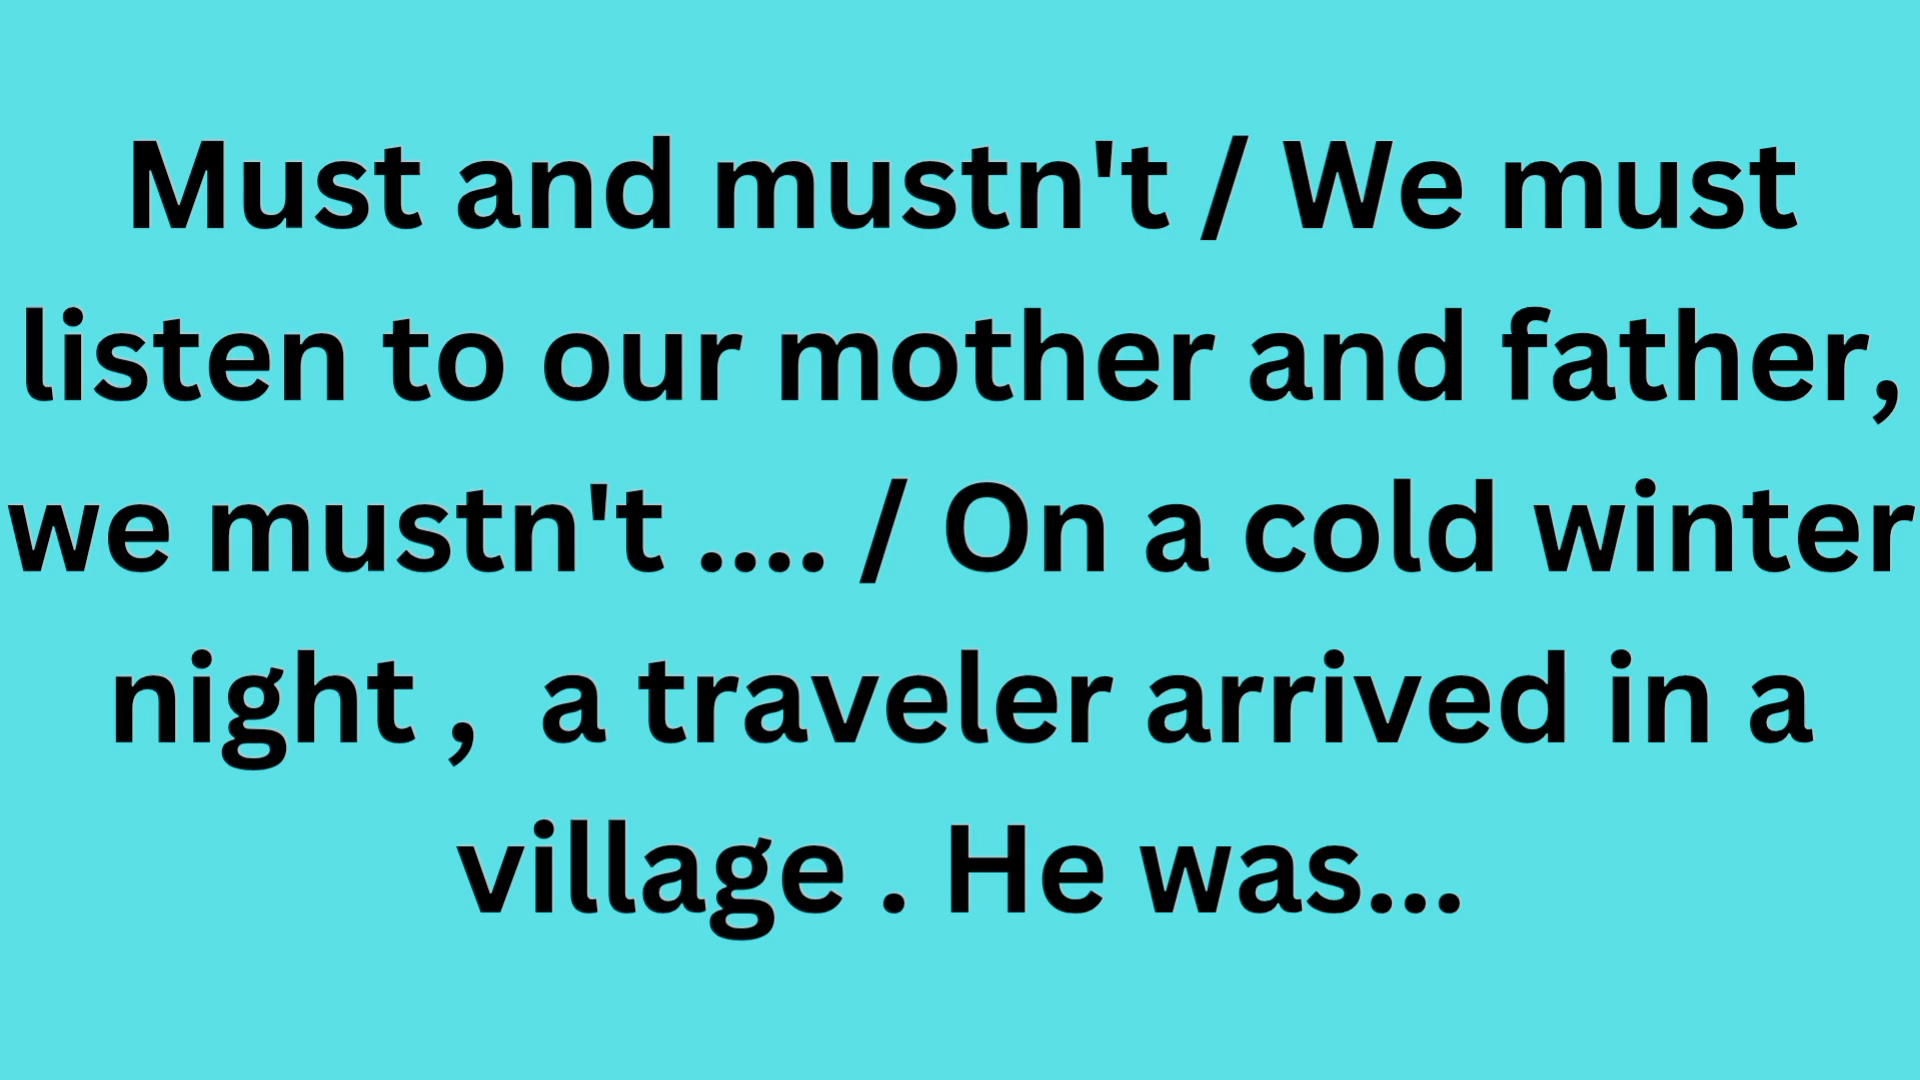 Must and mustn't / We must
listen to our mother and father,
we mustn't .... / On a cold winter
night ,  a traveler arrived in a
village . He was...